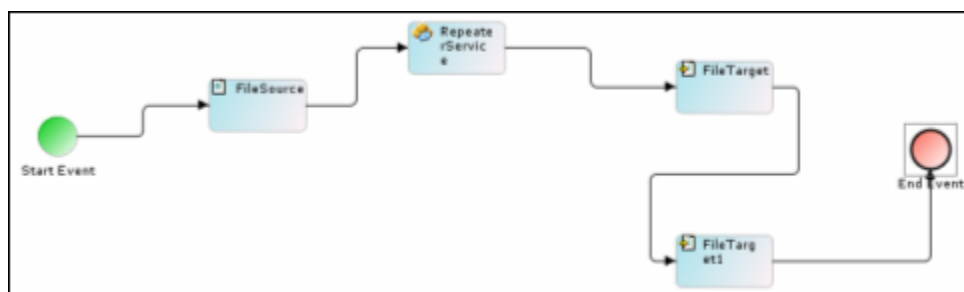 Start Event
FileSource
Repeate
rServic
e
FileTarget
FileTarg
et1
End Event